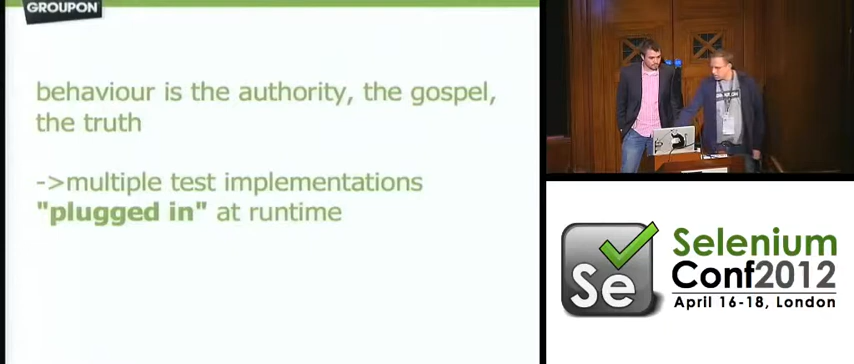 GROUPON
behaviour is the authority, the gospel,
the truth
->multiple test implementations
"plugged in" at runtime
Se
Selenium
Conf2012
April 16-18, London